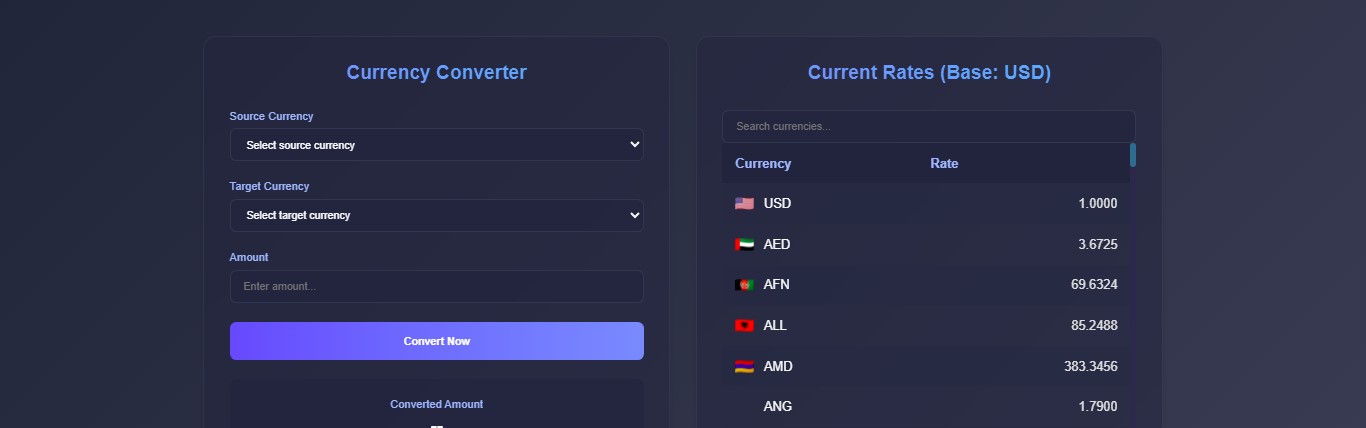 Currency Converter
Source Currency
Select source currency
Target Currency
Select target currency
Amount
Enter amount...
Convert Now
Converted Amount
Current Rates (Base: USD)
Search currencies...
Currency Rate
USD 1.0000
AED 3.6725
AFN 69.6324
ALL 85.2488
AMD 383.3456
ANG 1.7900